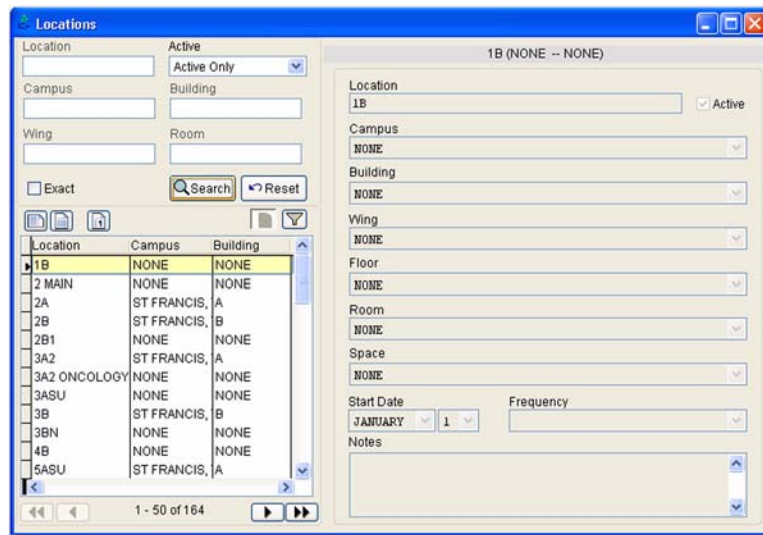 Locations
Location Active
Active Only
Campus Building
Wing Room
Exact Search Reset
Location Campus Building
1B NONE NONE
2 MAIN NONE NONE
2A ST FRANCIS, A
2B ST FRANCIS, B
2B1 NONE NONE
3A2 ST FRANCIS, A
3A2 ONCOLOGY NONE NONE
3ASU NONE NONE
3B ST FRANCIS, B
3BN NONE NONE
4B NONE NONE
5ASU ST FRANCIS, A
1 - 50 of 164
1B (NONE -- NONE)
Location
1B Active
Campus
NONE
Building
NONE
Wing
NONE
Floor
NONE
Room
NONE
Space
NONE
Start Date Frequency
JANUARY 1
Notes